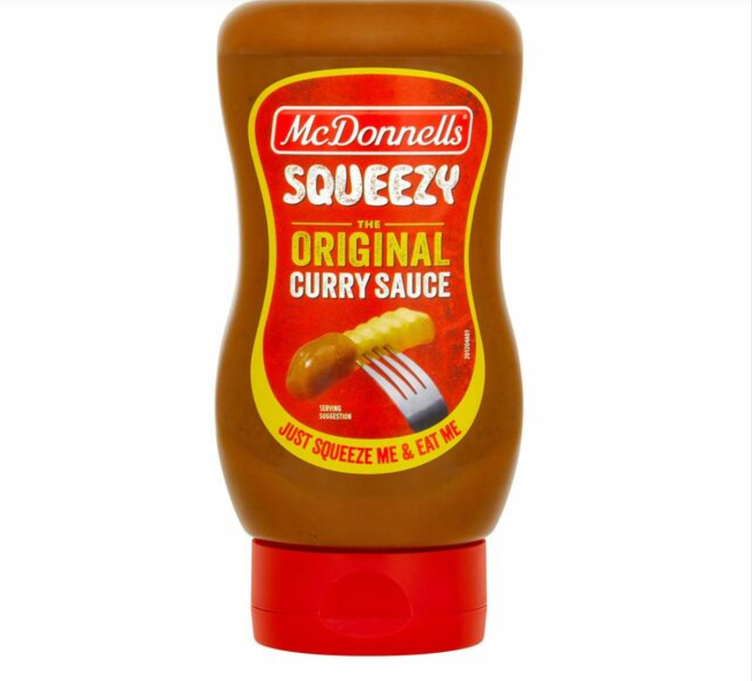 McDonnells®
SQUEEZY
THE
ORIGINAL
CURRY SAUCE
SERVING
SUGGESTION
JUST SQUEEZE ME & EAT ME